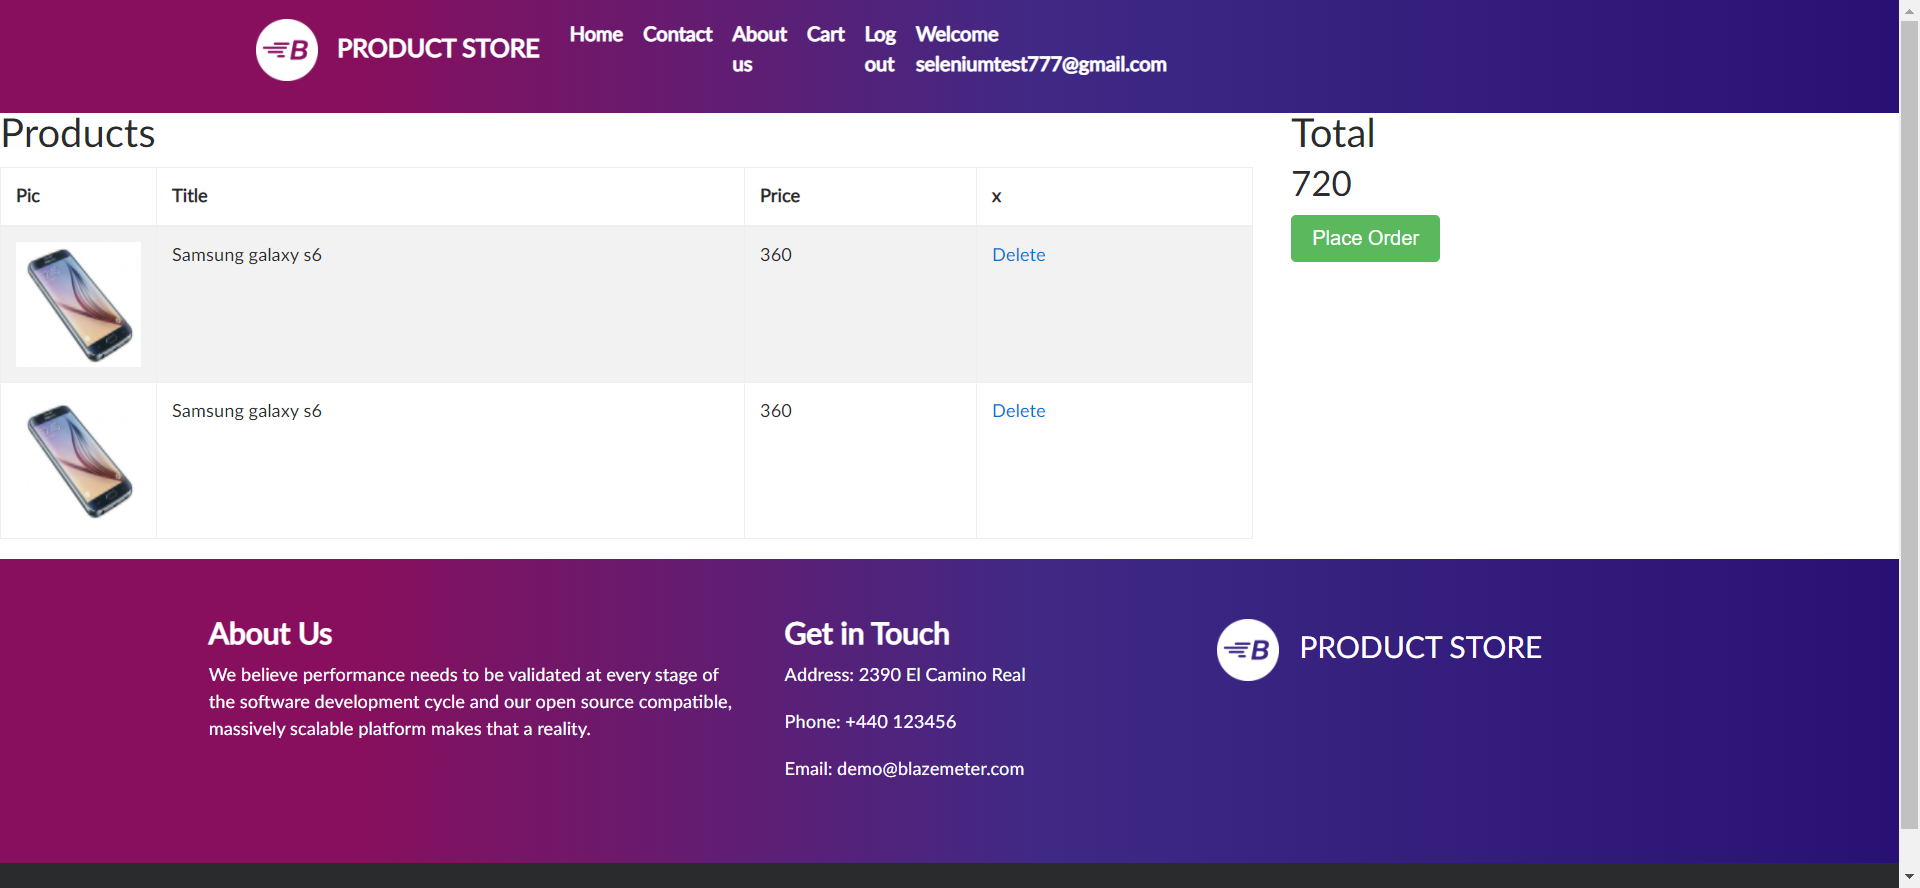 B
PRODUCT STORE
Home
Contact
About
us
Cart
Log
out
Welcome
seleniumtest777@gmail.com
Products
Pic
Title
Price
x
Samsung galaxy s6
360
Delete
Samsung galaxy s6
360
Delete
Total
720
Place Order
About Us
We believe performance needs to be validated at every stage of
the software development cycle and our open source compatible,
massively scalable platform makes that a reality.
Get in Touch
Address: 2390 El Camino Real
Phone: +440 123456
Email: demo@blazemeter.com
B
PRODUCT STORE